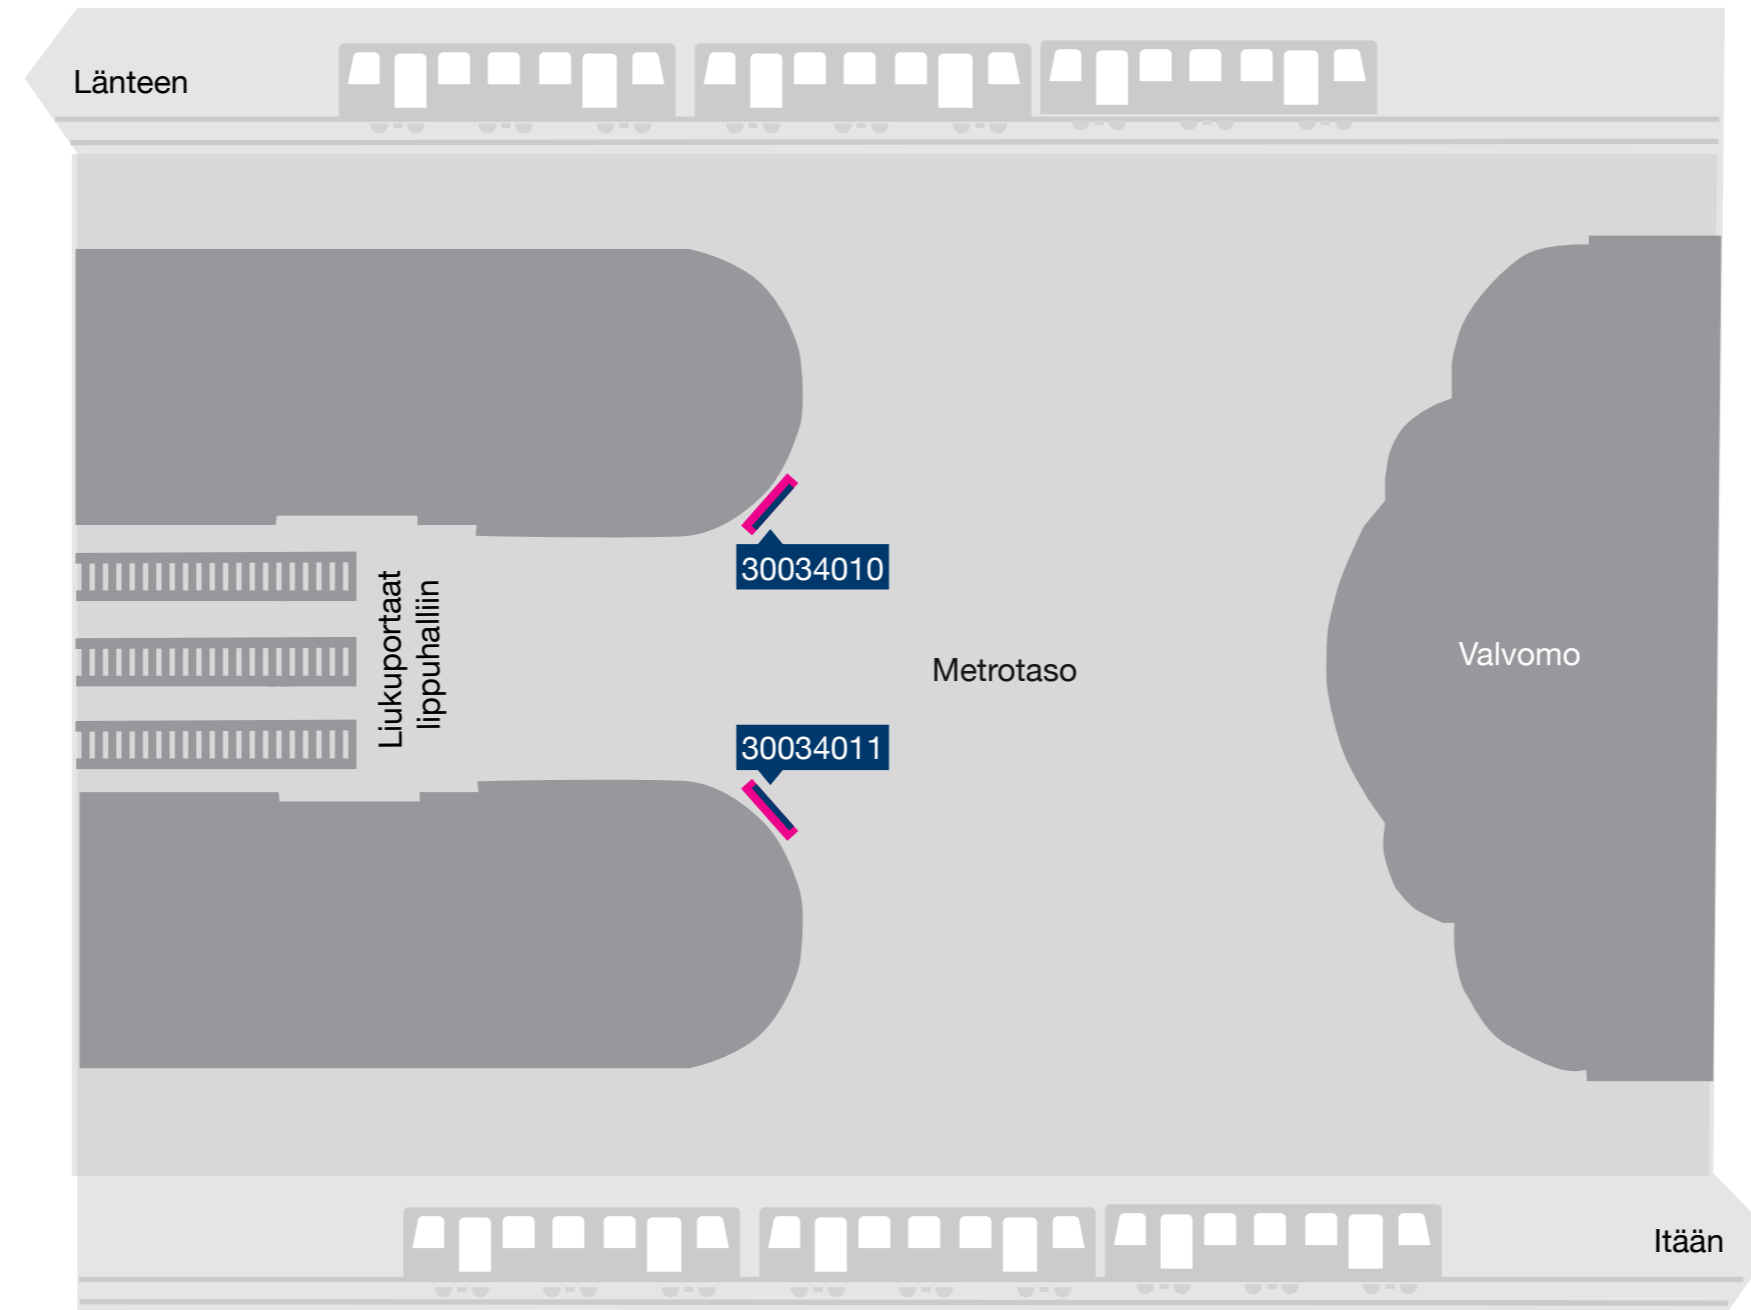 Länteen
30034010
Liukuportaat
lippuhalliin
Metrotaso
Valvomo
30034011
Itään